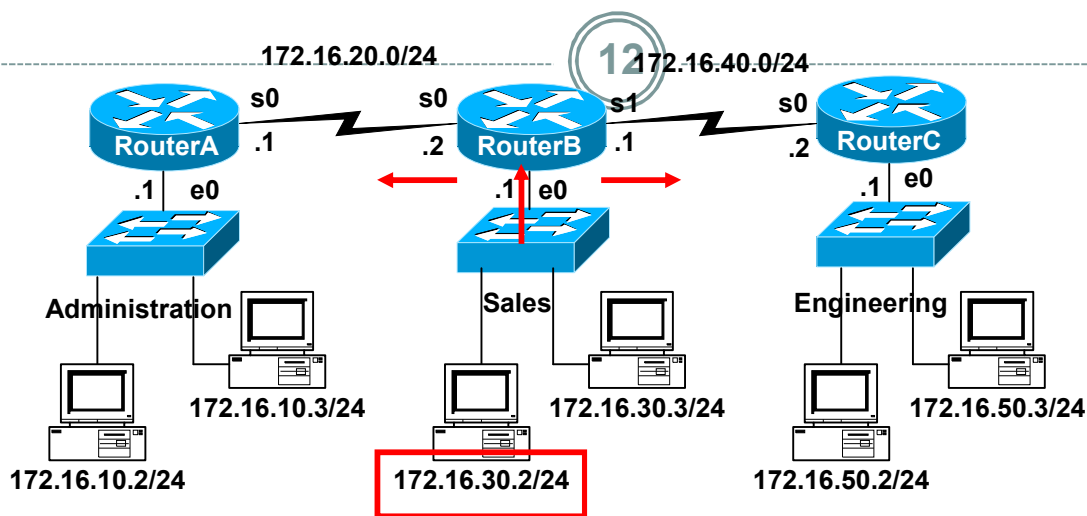 12
172.16.20.0/24
172.16.40.0/24
s0
s0
s1
s0
RouterA
.1
.2
RouterB
.1
.2
RouterC
.1
e0
.1
e0
.1
e0
Administration
Sales
Engineering
172.16.10.3/24
172.16.30.3/24
172.16.50.3/24
172.16.10.2/24
172.16.30.2/24
172.16.50.2/24